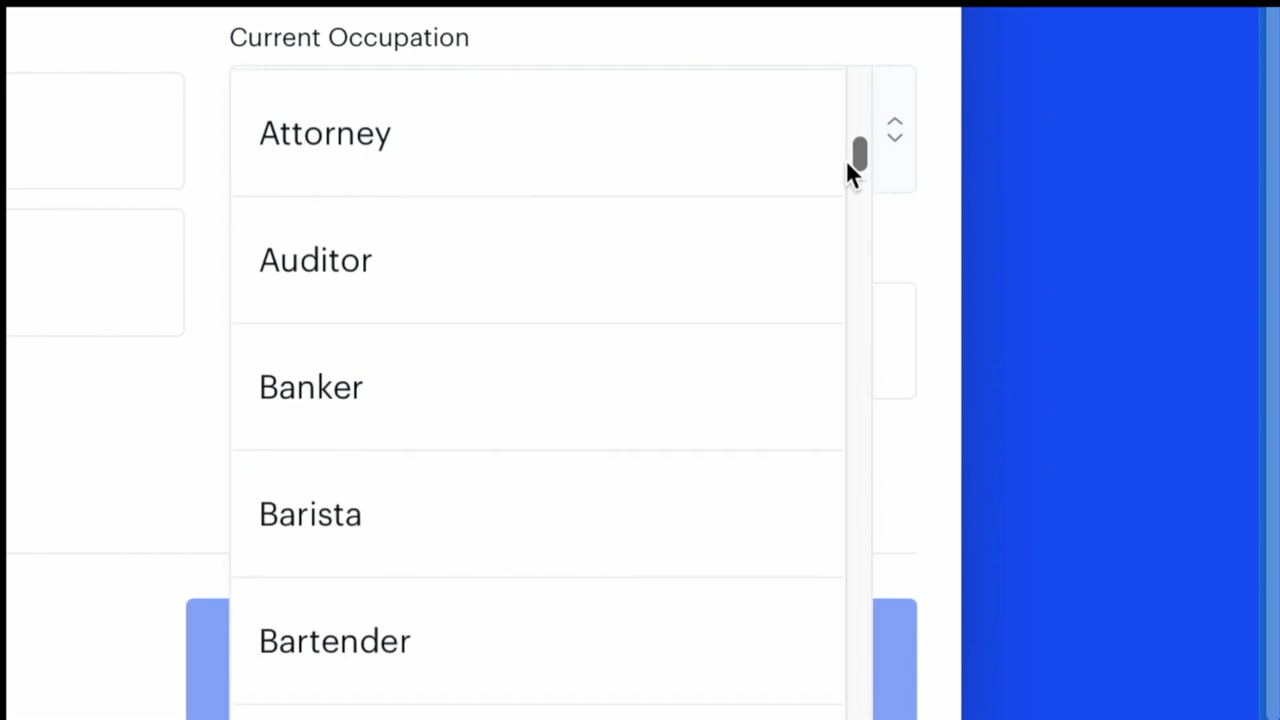 Current Occupation
Attorney
Auditor
Banker
Barista
Bartender